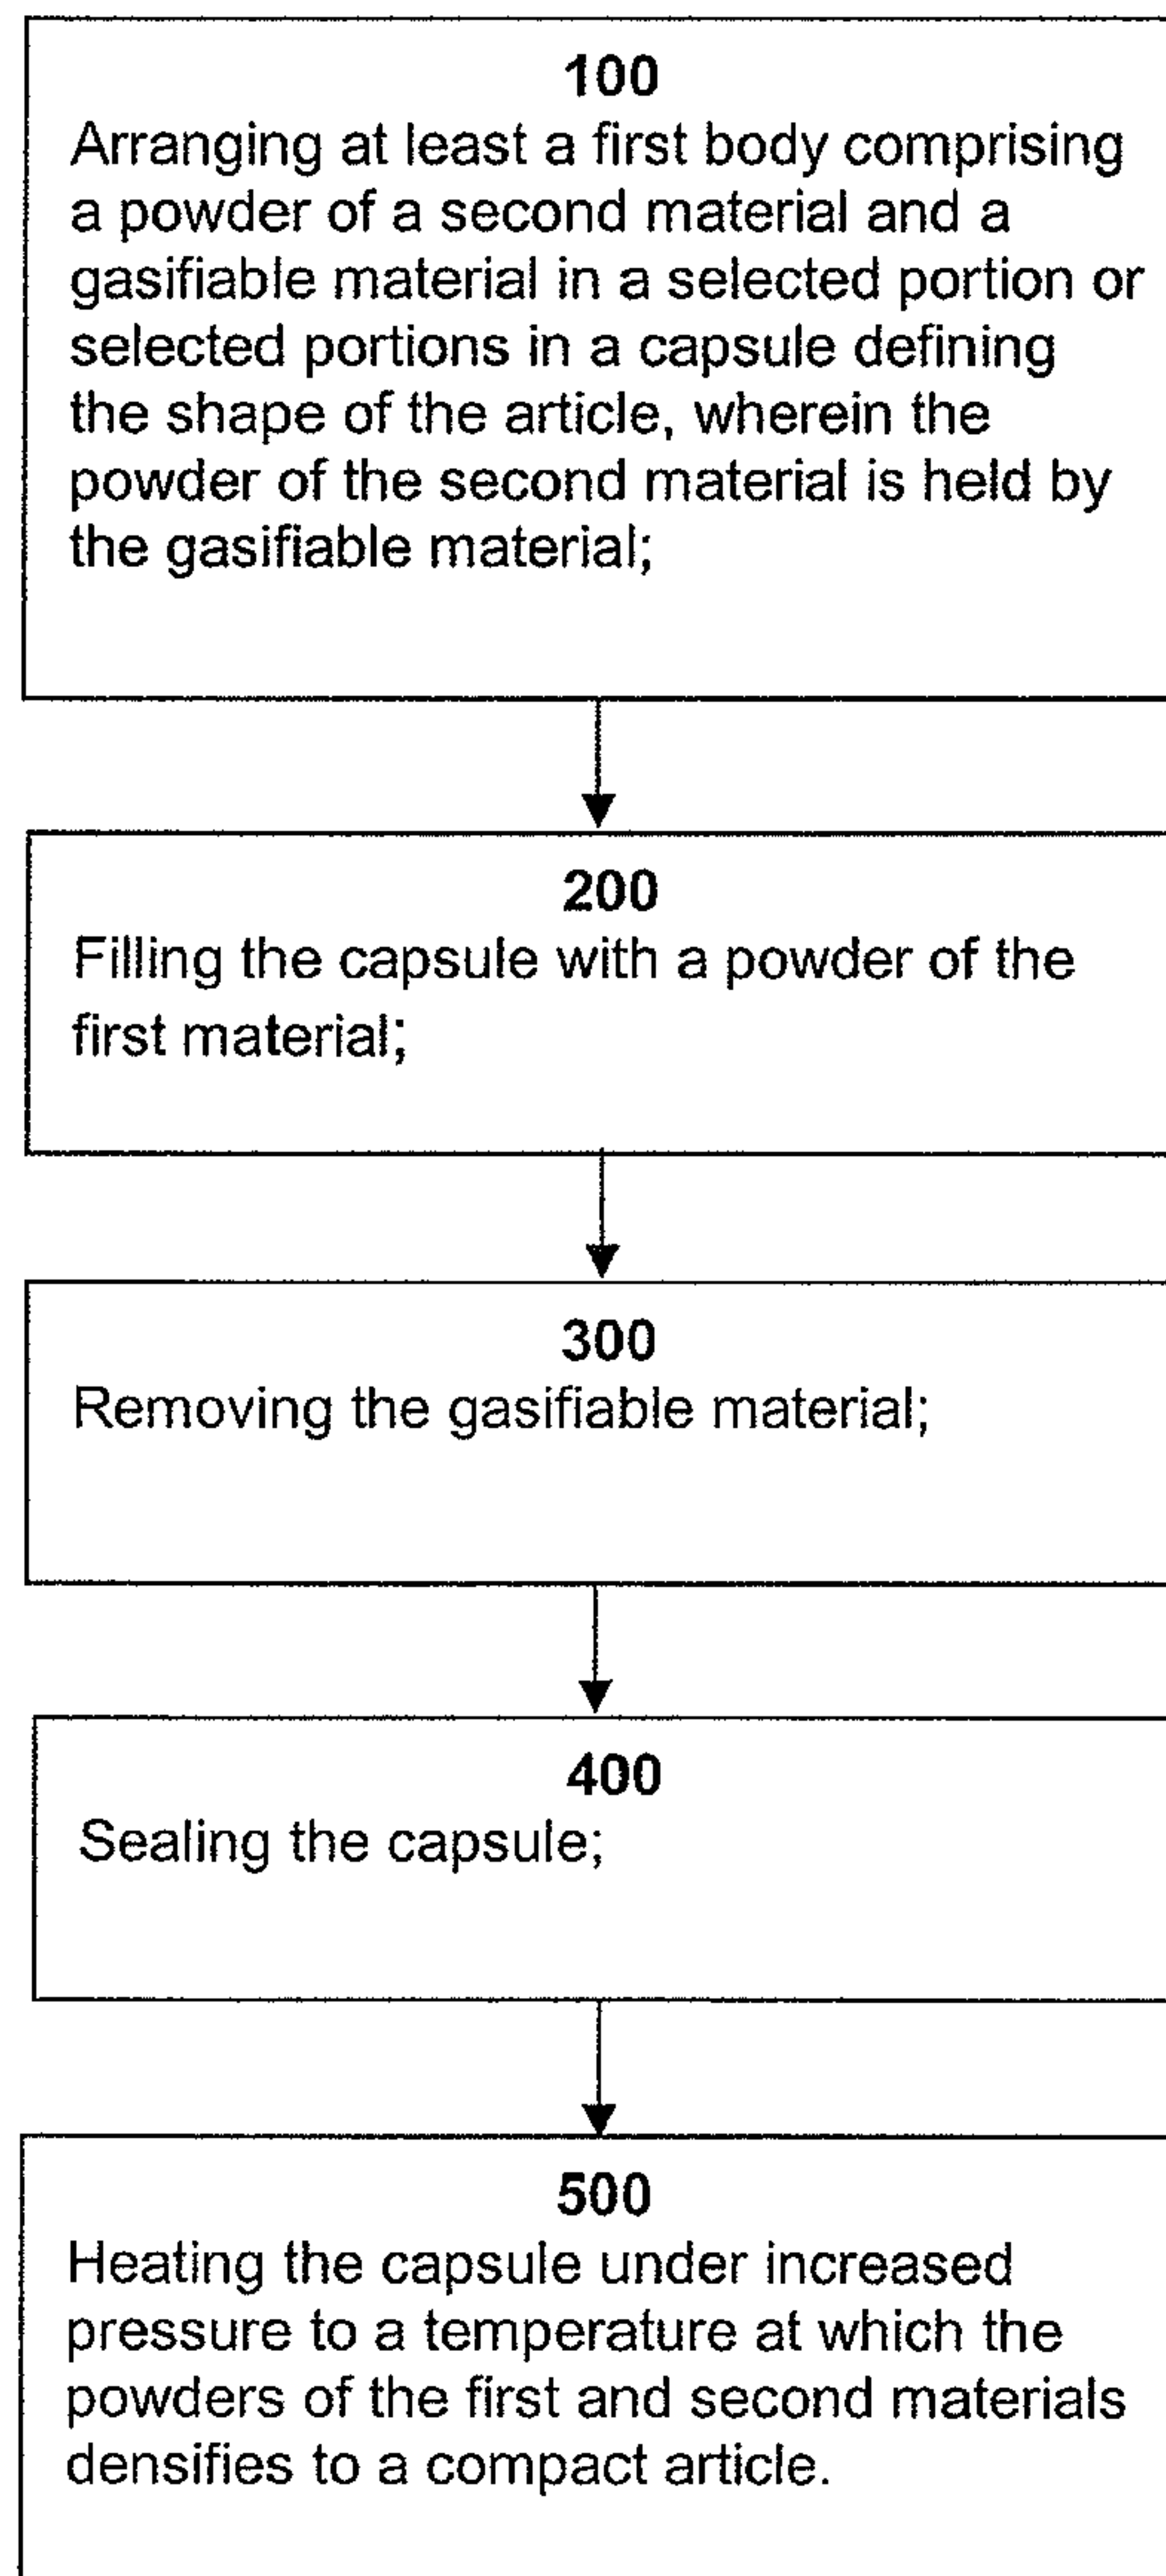 100
Arranging at least a first body comprising
a powder of a second material and a
gasifiable material in a selected portion or
selected portions in a capsule defining
the shape of the article, wherein the
powder of the second material is held by
the gasifiable material;
200
Filling the capsule with a powder of the
first material;
300
Removing the gasifiable material;
400
Sealing the capsule;
500
Heating the capsule under increased
pressure to a temperature at which the
powders of the first and second materials
densifies to a compact article.